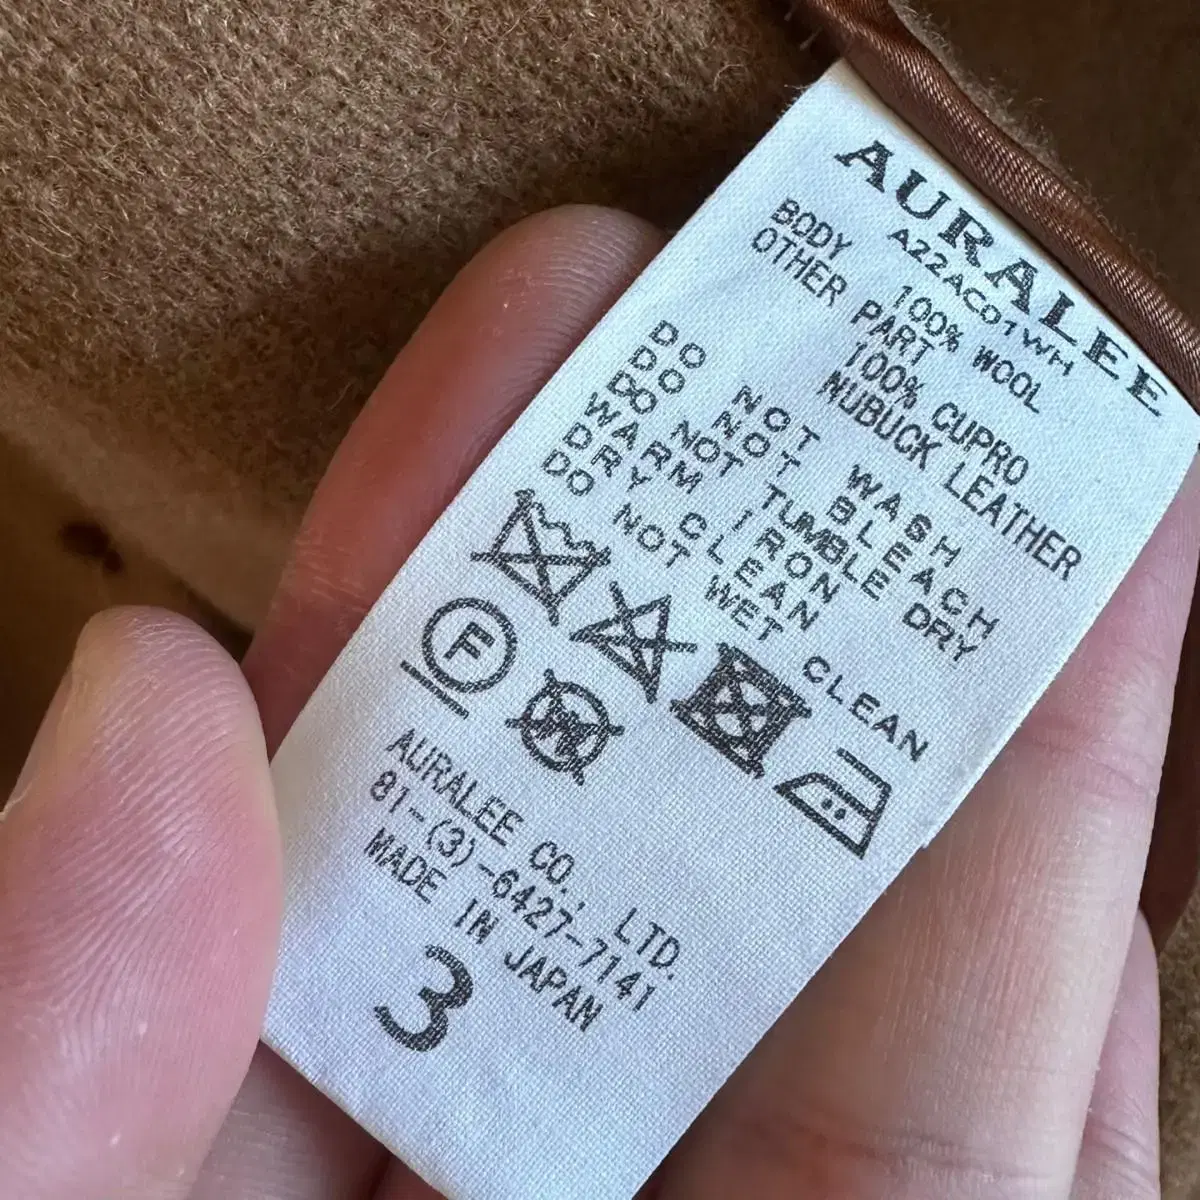 AURALEE
A22AC01WH
BODY 100% WOOL
OTHER PART
100% CUPRO
NUBUCK LEATHER
DO NOT WASH
DO NOT BLEACH
DO NOT TUMBLE DRY
WARM IRON
DRY CLEAN
DO NOT WET CLEAN
F
W
AURALEE CO., LTD.
81-(3)-6427-7141
MADE IN JAPAN
3